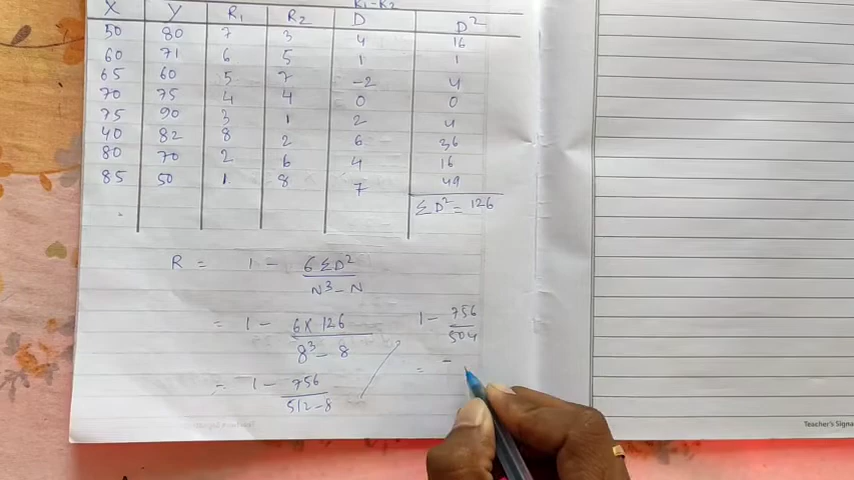 R1-R2
X Y R1 R2 D D²
50 80 7 3 4 16
60 71 6 5 1 1
65 60 5 7 -2 4
70 75 4 4 0 0
75 90 3 1 2 4
40 82 8 2 6 36
80 70 2 6 4 16
85 50 1 8 7 49
ΣD² = 126
R = 1 - 6ΣD² / N³ - N
= 1 - 6 X 126 / 8³ - 8
= 1 - 756 / 512 - 8
1 - 756 / 504
= -
Teacher's Signa